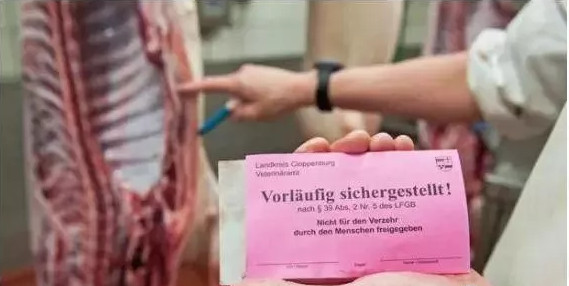 Landkreis Cloppenburg
Veterinäramt
Vorläufig sichergestellt!
nach § 39 Abs. 2 Nr. 5 des LFGB
Nicht für den Verzehr
durch den Menschen freigegeben